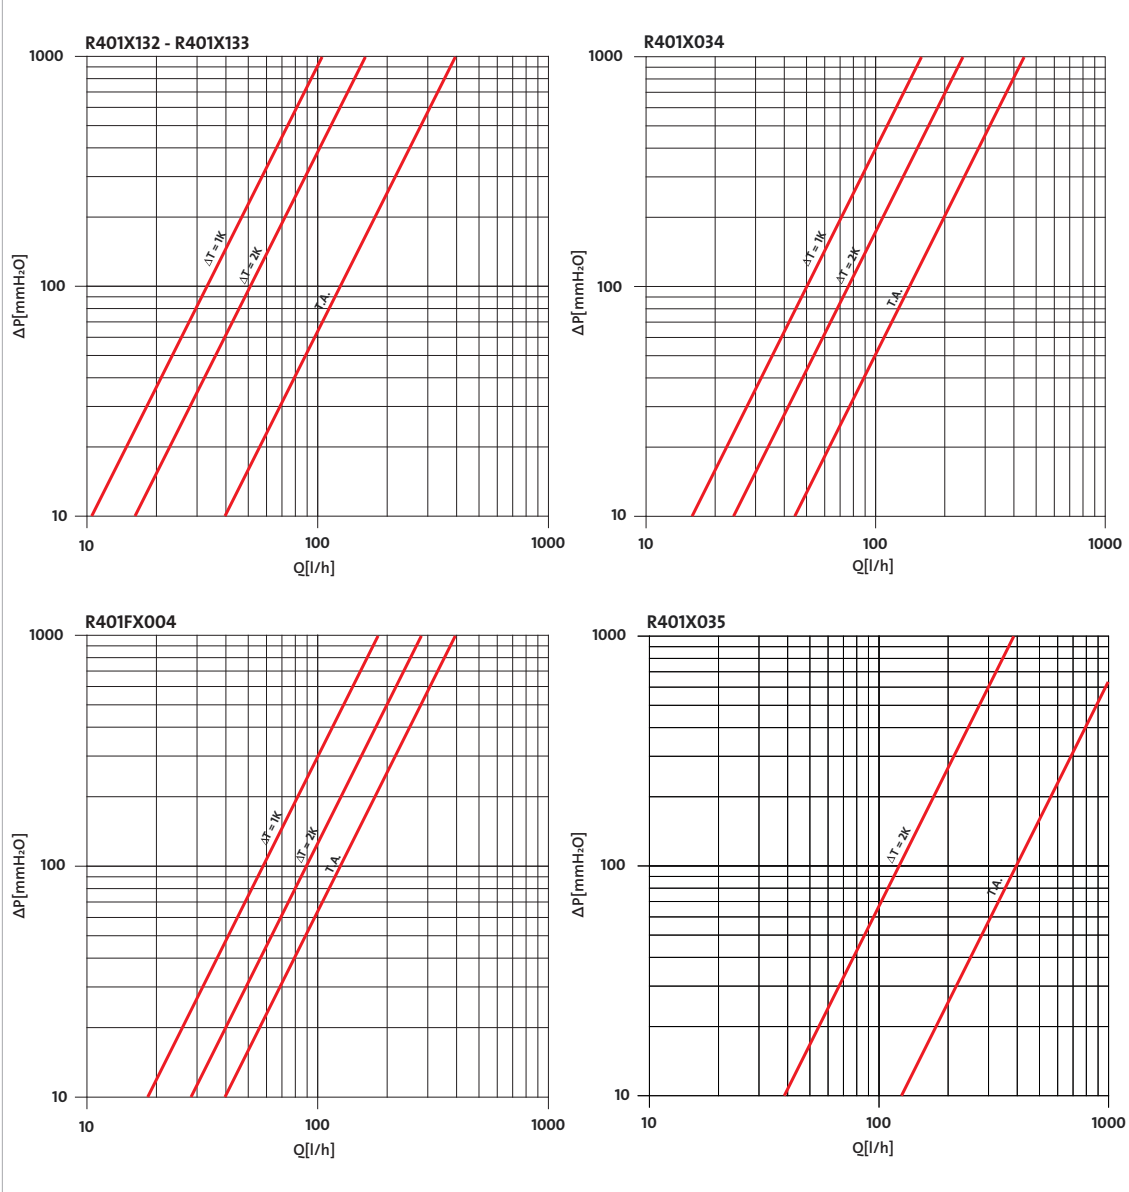 R401X132 - R401X133
1000
100
10
ΔP[mmH₂O]
ΔT = 1K
ΔT = 2K
T.A.
10
100
1000
Q[l/h]
R401X034
1000
100
10
ΔP[mmH₂O]
ΔT = 1K
ΔT = 2K
T.A.
10
100
1000
Q[l/h]
R401FX004
1000
100
10
ΔP[mmH₂O]
ΔT = 1K
ΔT = 2K
T.A.
10
100
1000
Q[l/h]
R401X035
1000
100
10
ΔP[mmH₂O]
ΔT = 2K
T.A.
10
100
1000
Q[l/h]